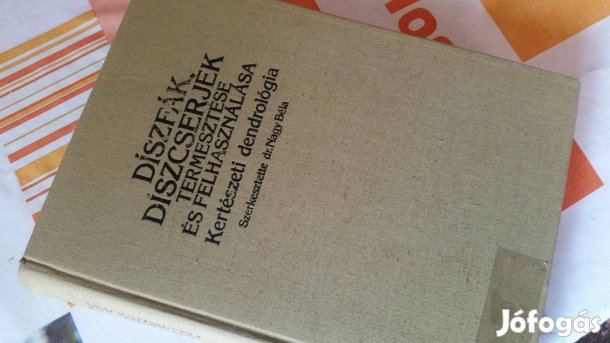 DÍSZFÁK,
DÍSZCSERJÉK
TERMESZTÉSE
ÉS FELHASZNÁLÁSA
Kertészeti dendrológia
Szerkesztette dr. Nagy Béla
Jófogás